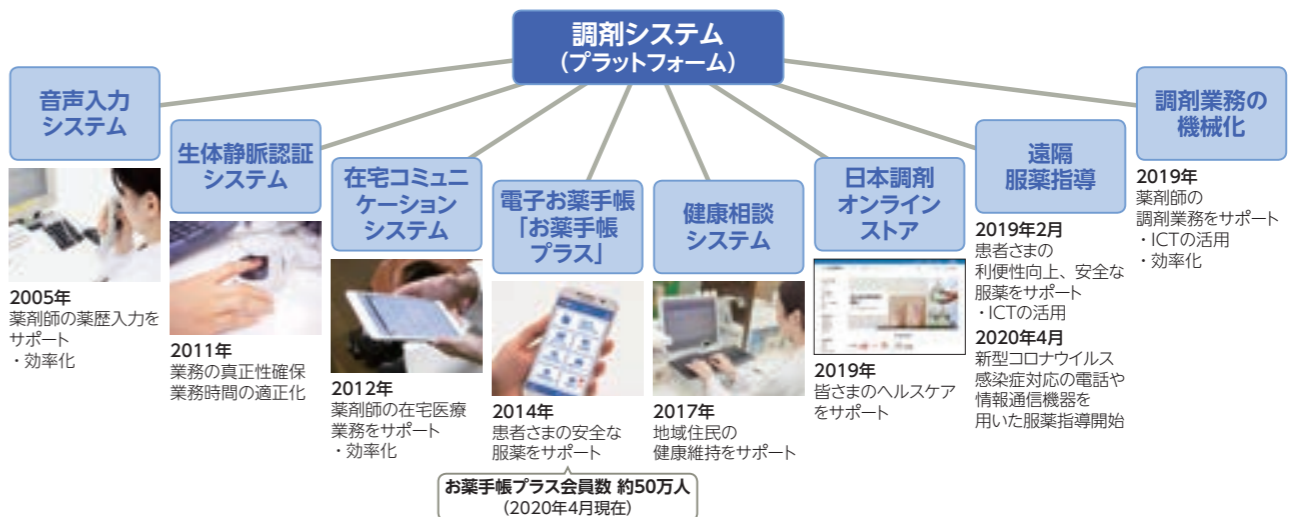 調剤システム
(プラットフォーム)
音声入力
システム
2005年
薬剤師の薬歴入力を
サポート
・効率化
生体静脈認証
システム
2011年
業務の真正性確保
業務時間の適正化
在宅コミュニ
ケーション
システム
2012年
薬剤師の在宅医療
業務をサポート
・効率化
電子お薬手帳
「お薬手帳
プラス」
2014年
患者さまの安全な
服薬をサポート
お薬手帳プラス会員数 約50万人
(2020年4月現在)
健康相談
システム
2017年
地域住民の
健康維持をサポート
日本調剤
オンライン
ストア
2019年
皆さまのヘルスケア
をサポート
遠隔
服薬指導
2019年2月
患者さまの
利便性向上、安全な
服薬をサポート
・ICTの活用
2020年4月
新型コロナウイルス
感染症対応の電話や
情報通信機器を
用いた服薬指導開始
調剤業務の
機械化
2019年
薬剤師の
調剤業務をサポート
・ICTの活用
・効率化